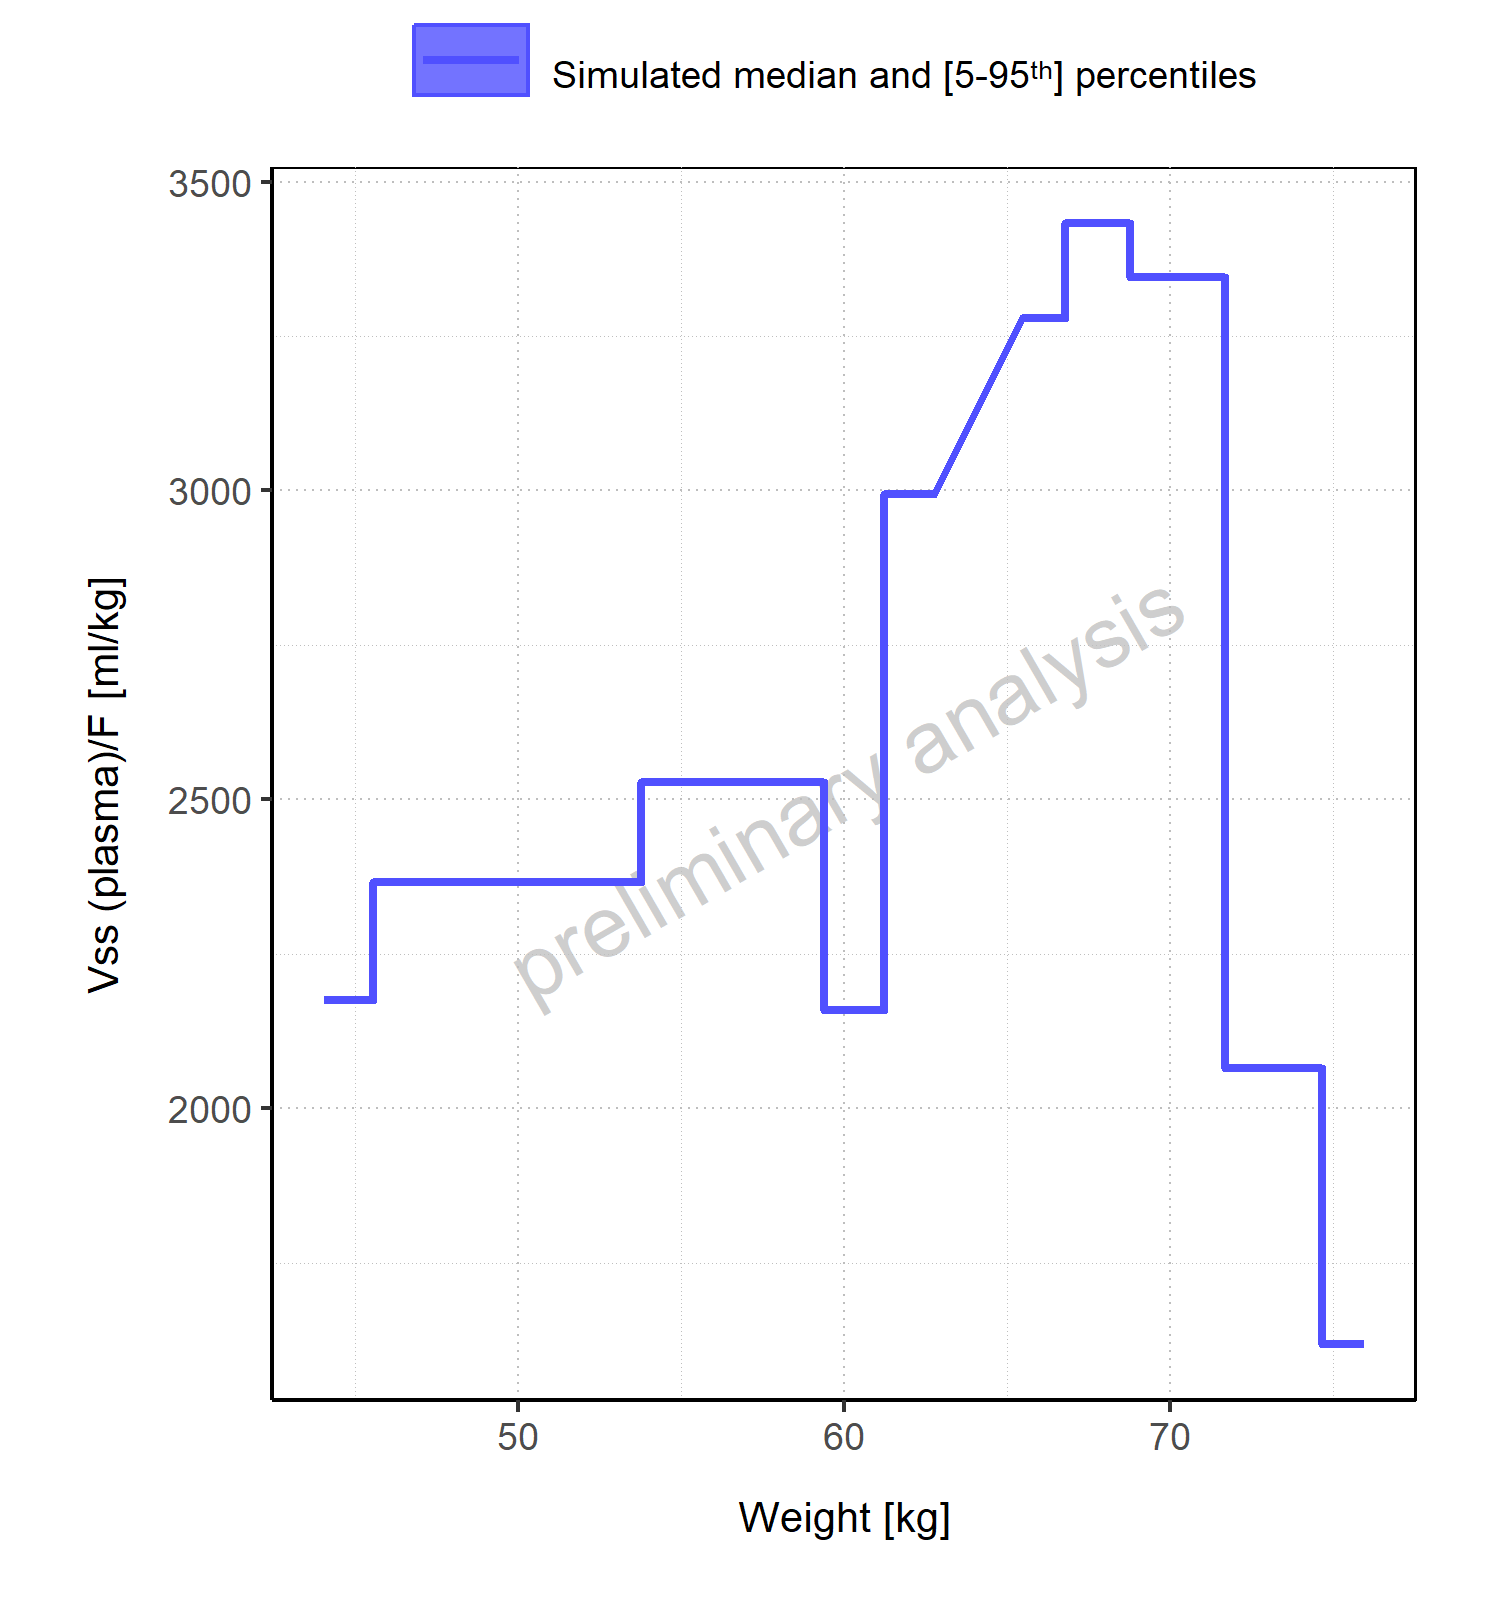 Simulated median and [5-95th] percentiles
3500
3000
2500
2000
Vss (plasma)/F [ml/kg]
preliminary analysis
50 60 70
Weight [kg]